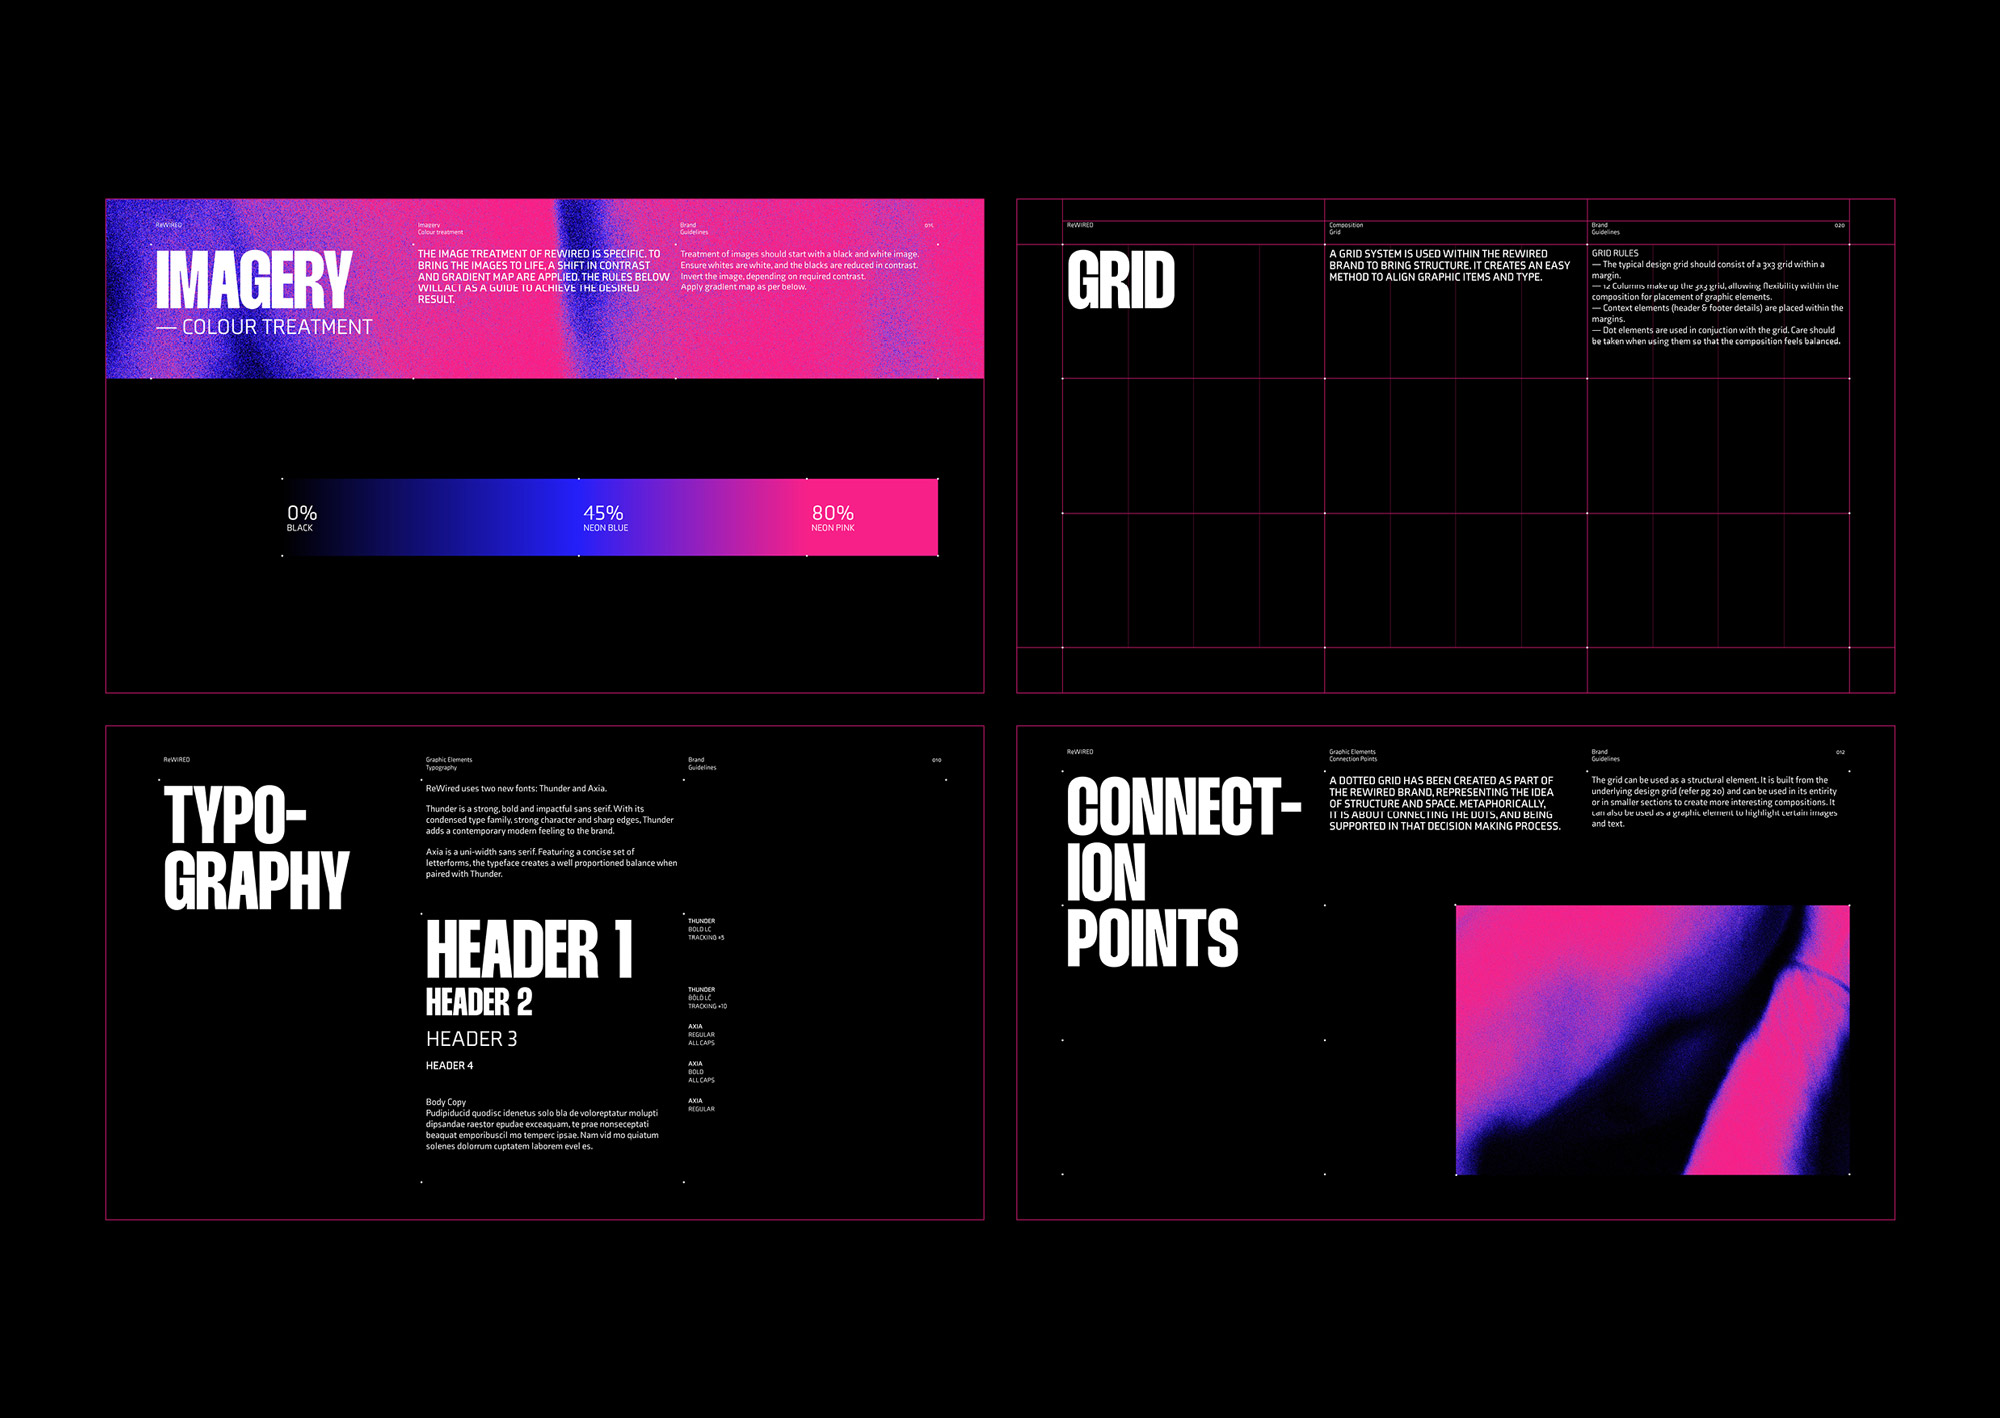 ReWIRED
Imagery
Colour treatment
Brand
Guidelines
015
IMAGERY
— COLOUR TREATMENT
THE IMAGE TREATMENT OF REWIRED IS SPECIFIC. TO
BRING THE IMAGES TO LIFE, A SHIFT IN CONTRAST
AND GRADIENT MAP ARE APPLIED. THE RULES BELOW
WILL ACT AS A GUIDE TO ACHIEVE THE DESIRED
RESULT.
Treatment of images should start with a black and white image.
Ensure whites are white, and the blacks are reduced in contrast.
Invert the image, depending on required contrast.
Apply gradient map as per below.
0%
BLACK
45%
NEON BLUE
80%
NEON PINK
ReWIRED
Composition
Grid
Brand
Guidelines
020
GRID
A GRID SYSTEM IS USED WITHIN THE REWIRED
BRAND TO BRING STRUCTURE. IT CREATES AN EASY
METHOD TO ALIGN GRAPHIC ITEMS AND TYPE.
GRID RULES
— The typical design grid should consist of a 3x3 grid within a
margin.
— 12 Columns make up the 3x3 grid, allowing flexibility within the
composition for placement of graphic elements.
— Context elements (header & footer details) are placed within the
margins.
— Dot elements are used in conjuction with the grid. Care should
be taken when using them so that the composition feels balanced.
ReWIRED
Graphic Elements
Typography
Brand
Guidelines
010
TYPO-
GRAPHY
ReWired uses two new fonts: Thunder and Axia.
Thunder is a strong, bold and impactful sans serif. With its
condensed type family, strong character and sharp edges, Thunder
adds a contemporary modern feeling to the brand.
Axia is a uni-width sans serif. Featuring a concise set of
letterforms, the typeface creates a well proportioned balance when
paired with Thunder.
HEADER 1
THUNDER
BOLD LC
TRACKING +5
HEADER 2
THUNDER
BOLD LC
TRACKING +10
HEADER 3
AXIA
REGULAR
ALL CAPS
HEADER 4
AXIA
BOLD
ALL CAPS
Body Copy
Pudipiducid quodisc idenetus solo bla de voloreptatur molupti
dipsandae raestor epudae exceaquam, te prae nonseceptati
beaquat emporibuscil mo temperc ipsae. Nam vid mo quiatum
solenes dolorrum cuptatem laborem evel es.
AXIA
REGULAR
ReWIRED
Graphic Elements
Connection Points
Brand
Guidelines
012
CONNECT-
ION
POINTS
A DOTTED GRID HAS BEEN CREATED AS PART OF
THE REWIRED BRAND, REPRESENTING THE IDEA
OF STRUCTURE AND SPACE. METAPHORICALLY,
IT IS ABOUT CONNECTING THE DOTS, AND BEING
SUPPORTED IN THAT DECISION MAKING PROCESS.
The grid can be used as a structural element. It is built from the
underlying design grid (refer pg 20) and can be used in its entirity
or in smaller sections to create more interesting compositions. It
can also be used as a graphic element to highlight certain images
and text.